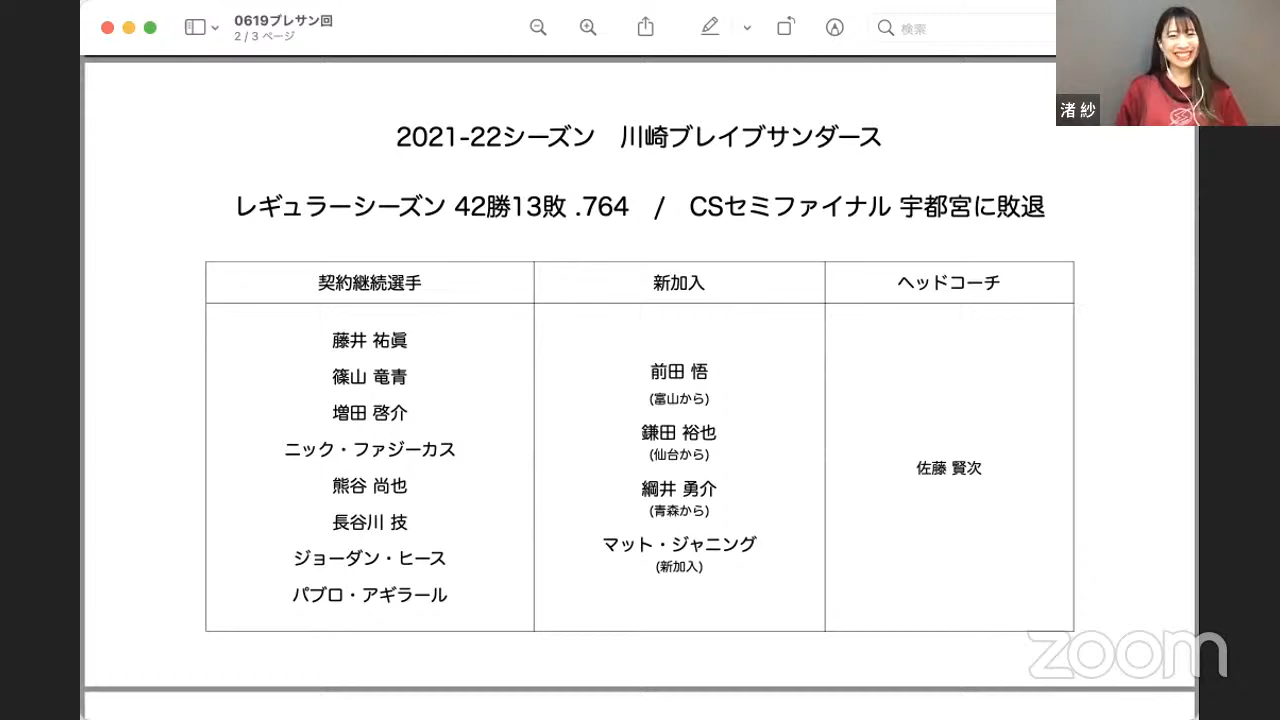 0619ブレサン回
2 / 3 ページ
検索
渚 紗
2021-22シーズン 川崎ブレイブサンダース
レギュラーシーズン 42勝13敗 .764 / CSセミファイナル 宇都宮に敗退
契約継続選手
藤井 祐眞
篠山 竜青
増田 啓介
ニック・ファジーカス
熊谷 尚也
長谷川 技
ジョーダン・ヒース
パブロ・アギラール
新加入
前田 悟
(富山から)
鎌田 裕也
(仙台から)
綱井 勇介
(青森から)
マット・ジャニング
(新加入)
ヘッドコーチ
佐藤 賢次
zoom